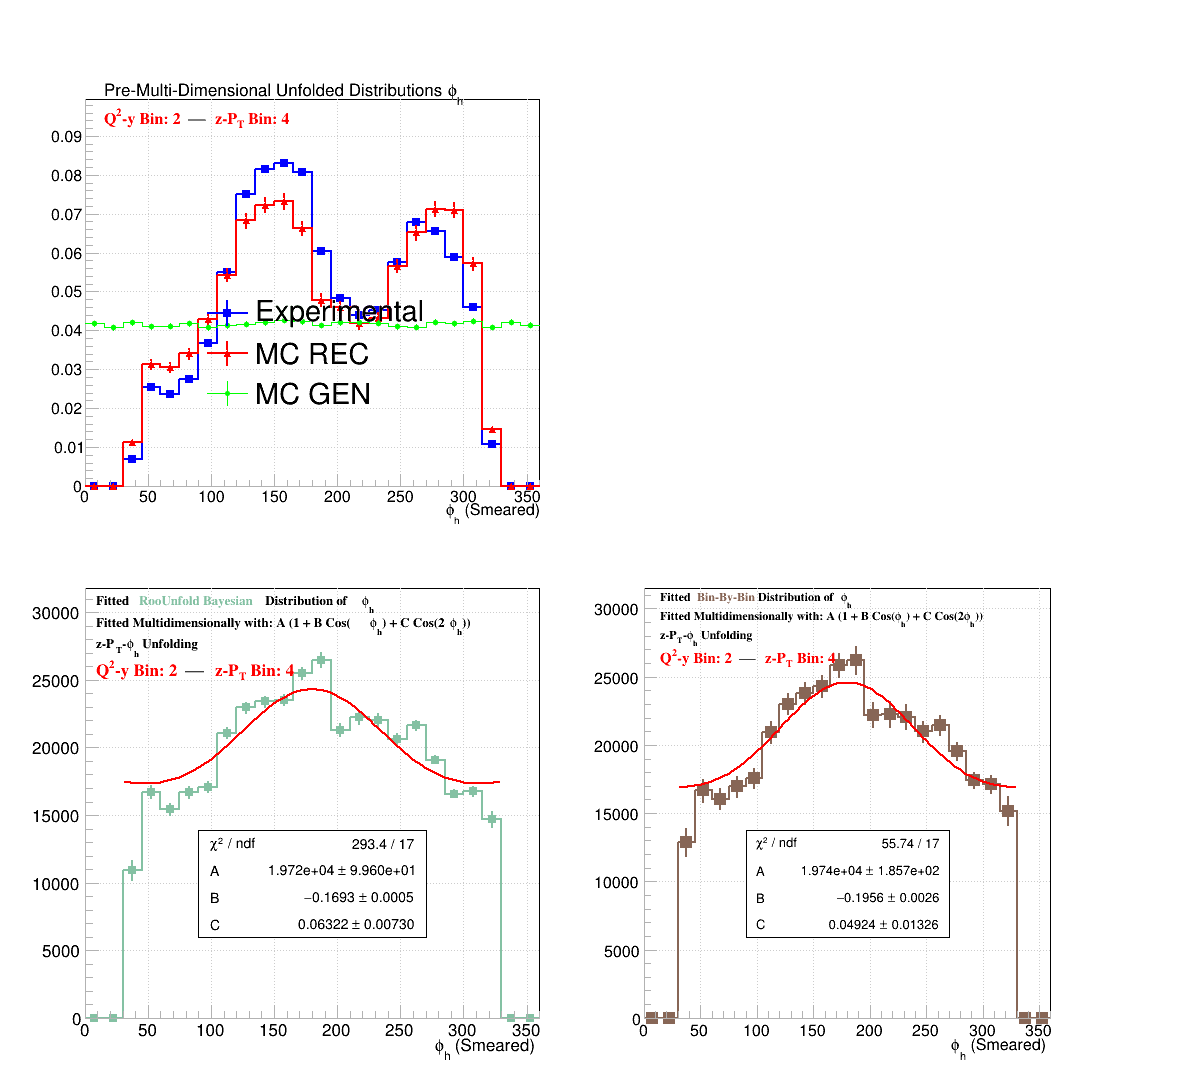 Pre-Multi-Dimensional Unfolded Distributions ϕh
Q2-y Bin: 2 — z-PT Bin: 4
0.09
0.08
0.07
0.06
0.05
0.04
0.03
0.02
0.01
0
Experimental
MC REC
MC GEN
0 50 100 150 200 250 300 350
ϕh (Smeared)
Fitted RooUnfold Bayesian Distribution of ϕh
Fitted Multidimensionally with: A (1 + B Cos( ϕh) + C Cos(2 ϕh))
z-PT-ϕh Unfolding
Q2-y Bin: 2 — z-PT Bin: 4
30000
25000
20000
15000
10000
5000
0
χ2 / ndf 293.4 / 17
A 1.972e+04 ± 9.960e+01
B −0.1693 ± 0.0005
C 0.06322 ± 0.00730
0 50 100 150 200 250 300 350
ϕh (Smeared)
Fitted Bin-By-Bin Distribution of ϕh
Fitted Multidimensionally with: A (1 + B Cos(ϕh) + C Cos(2ϕh))
z-PT-ϕh Unfolding
Q2-y Bin: 2 — z-PT Bin: 4
30000
25000
20000
15000
10000
5000
0
χ2 / ndf 55.74 / 17
A 1.974e+04 ± 1.857e+02
B −0.1956 ± 0.0026
C 0.04924 ± 0.01326
0 50 100 150 200 250 300 350
ϕh (Smeared)